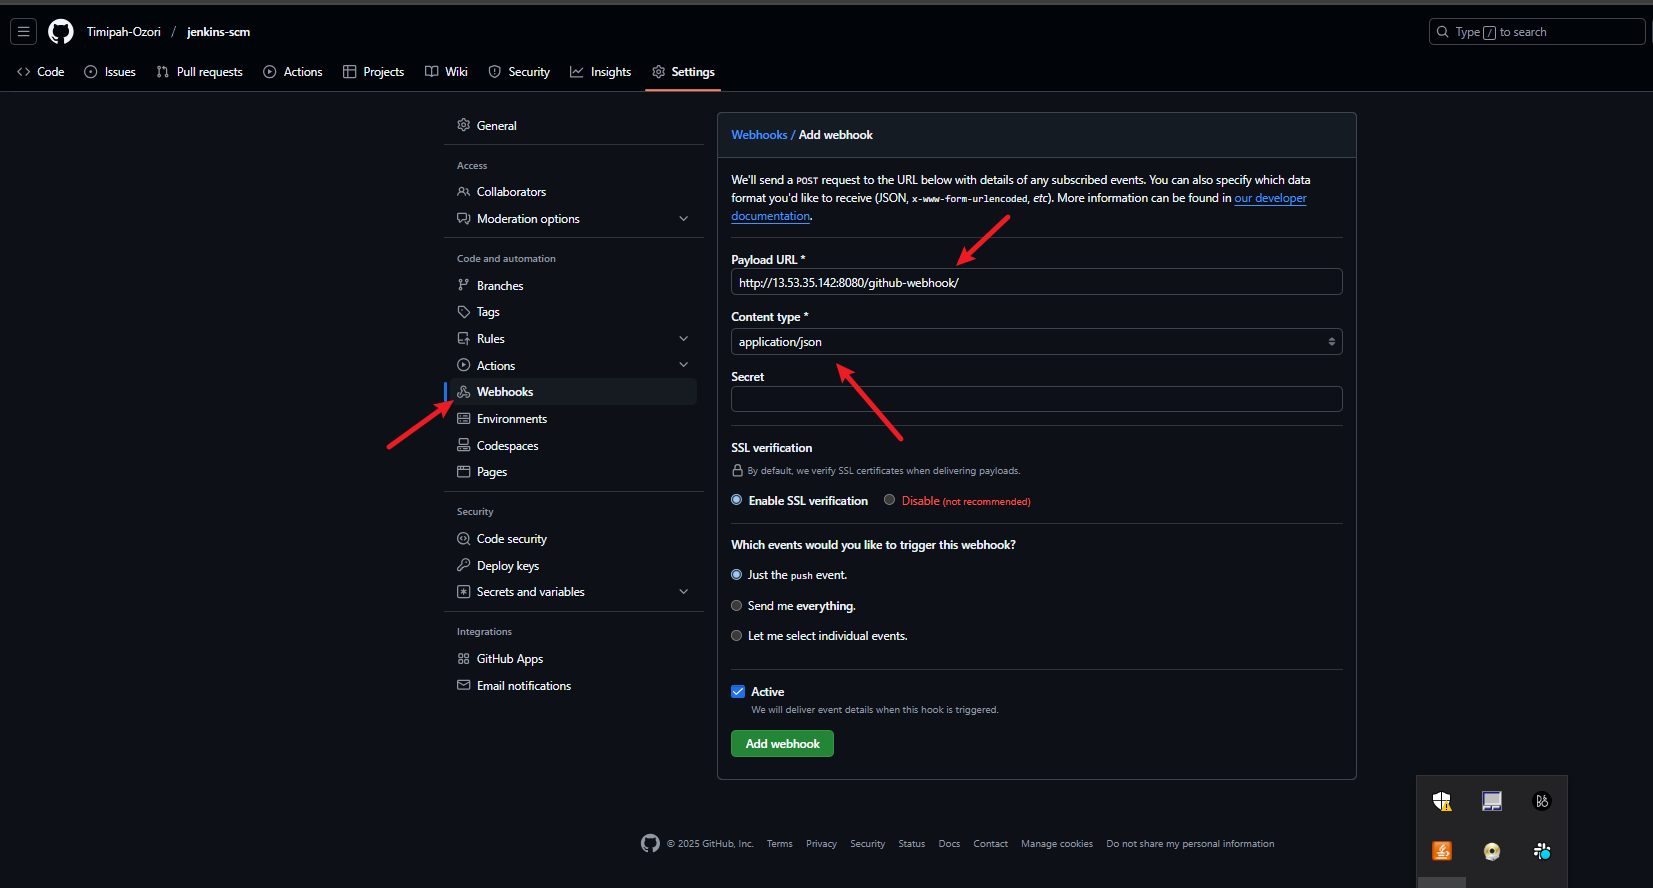 Timipah-Ozori / jenkins-scm
Type / to search
Code Issues Pull requests Actions Projects Wiki Security Insights Settings
General
Access
Collaborators
Moderation options
Code and automation
Branches
Tags
Rules
Actions
Webhooks
Environments
Codespaces
Pages
Security
Code security
Deploy keys
Secrets and variables
Integrations
GitHub Apps
Email notifications
Webhooks / Add webhook
We'll send a POST request to the URL below with details of any subscribed events. You can also specify which data
format you'd like to receive (JSON, x-www-form-urlencoded, etc). More information can be found in our developer
documentation.
Payload URL *
http://13.53.35.142:8080/github-webhook/
Content type *
application/json
Secret
SSL verification
By default, we verify SSL certificates when delivering payloads.
Enable SSL verification Disable (not recommended)
Which events would you like to trigger this webhook?
Just the push event.
Send me everything.
Let me select individual events.
Active
We will deliver event details when this hook is triggered.
Add webhook
© 2025 GitHub, Inc. Terms Privacy Security Status Docs Contact Manage cookies Do not share my personal information